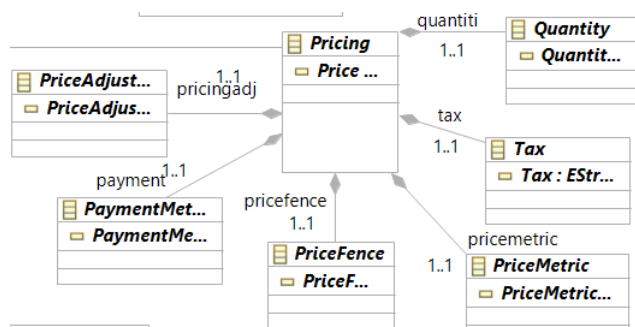 quantiti
1..1
Quantity
Quantit...
Pricing
Price ...
1..1
pricingadj
PriceAdjust...
PriceAdjus...
tax
1..1
Tax
Tax : EStr...
payment
1..1
PaymentMet...
PaymentMe...
pricefence
1..1
PriceFence
PriceF...
pricemetric
1..1
PriceMetric
PriceMetric...